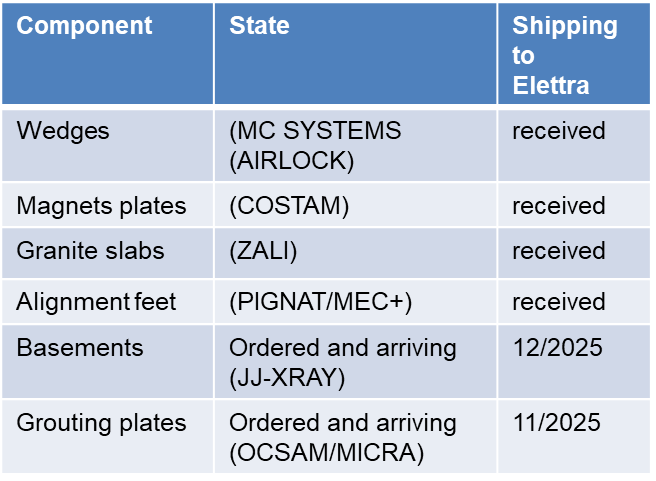 Component State Shipping
to
Elettra
Wedges (MC SYSTEMS received
(AIRLOCK)
Magnets plates (COSTAM) received
Granite slabs (ZALI) received
Alignment feet (PIGNAT/MEC+) received
Basements Ordered and arriving 12/2025
(JJ-XRAY)
Grouting plates Ordered and arriving 11/2025
(OCSAM/MICRA)